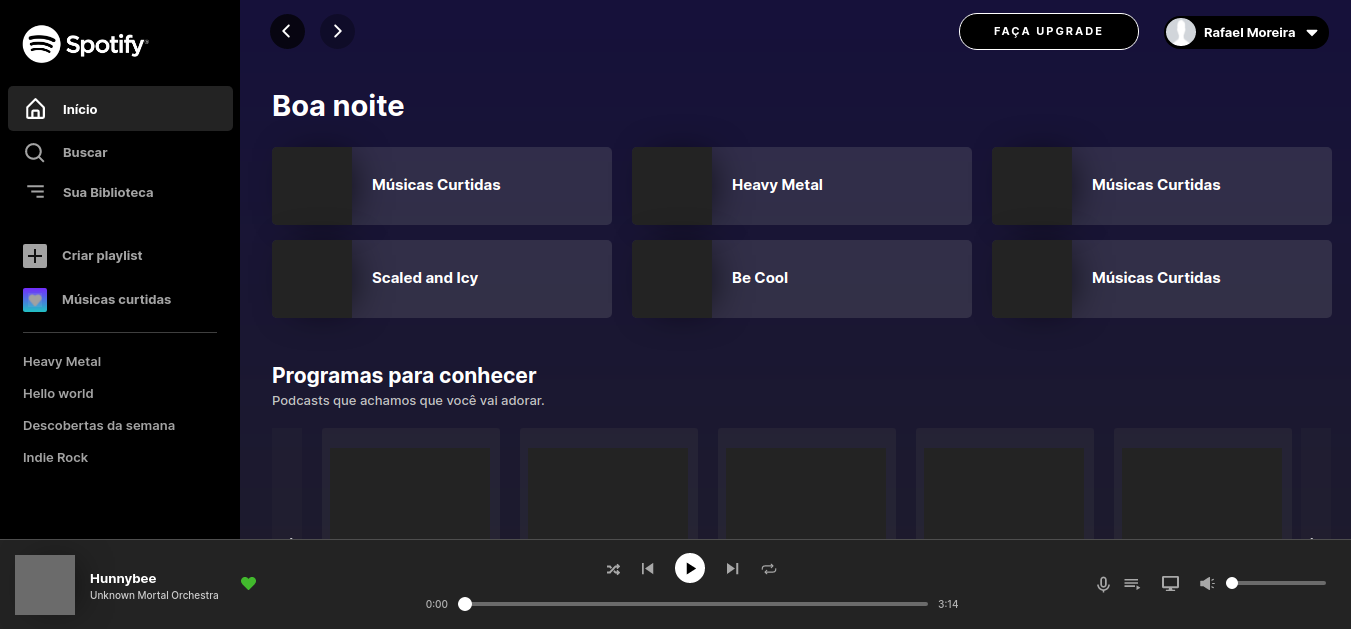 Spotify
Início
Buscar
Sua Biblioteca
Criar playlist
Músicas curtidas
Heavy Metal
Hello world
Descobertas da semana
Indie Rock
FAÇA UPGRADE
Rafael Moreira
Boa noite
Músicas Curtidas
Heavy Metal
Músicas Curtidas
Scaled and Icy
Be Cool
Músicas Curtidas
Programas para conhecer
Podcasts que achamos que você vai adorar.
Hunnybee
Unknown Mortal Orchestra
0:00
3:14